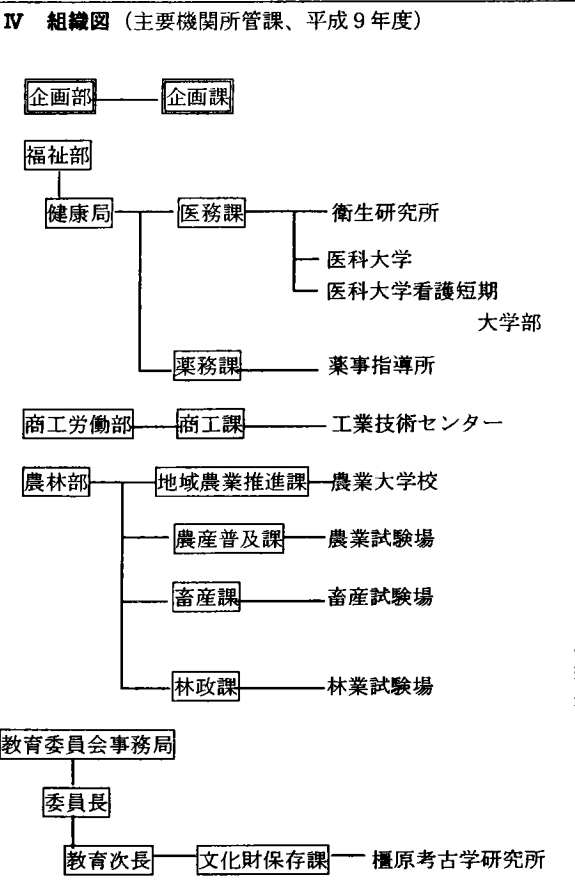 Ⅳ 組織図（主要機関所管課、平成９年度）
企画部 企画課
福祉部
健康局 医務課 衛生研究所
医科大学
医科大学看護短期
大学部
薬務課 薬事指導所
商工労働部 商工課 工業技術センター
農林部 地域農業推進課 農業大学校
農産普及課 農業試験場
畜産課 畜産試験場
林政課 林業試験場
教育委員会事務局
委員長
教育次長 文化財保存課 橿原考古学研究所